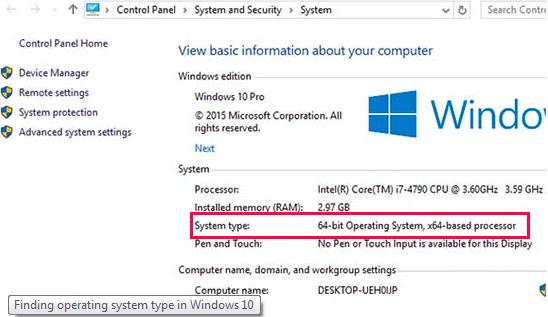 Control Panel > System and Security > System
Search Contr
Control Panel Home
Device Manager
Remote settings
System protection
Advanced system settings
View basic information about your computer
Windows edition
Windows 10 Pro
© 2015 Microsoft Corporation. All
rights reserved.
Next
Window
System
Processor: Intel(R) Core(TM) i7-4790 CPU @ 3.60GHz 3.59 GHz
Installed memory (RAM): 2.97 GB
System type: 64-bit Operating System, x64-based processor
Pen and Touch: No Pen or Touch Input is available for this Display
Computer name, domain, and workgroup settings
Computer name: DESKTOP-UEH0IJP
Finding operating system type in Windows 10